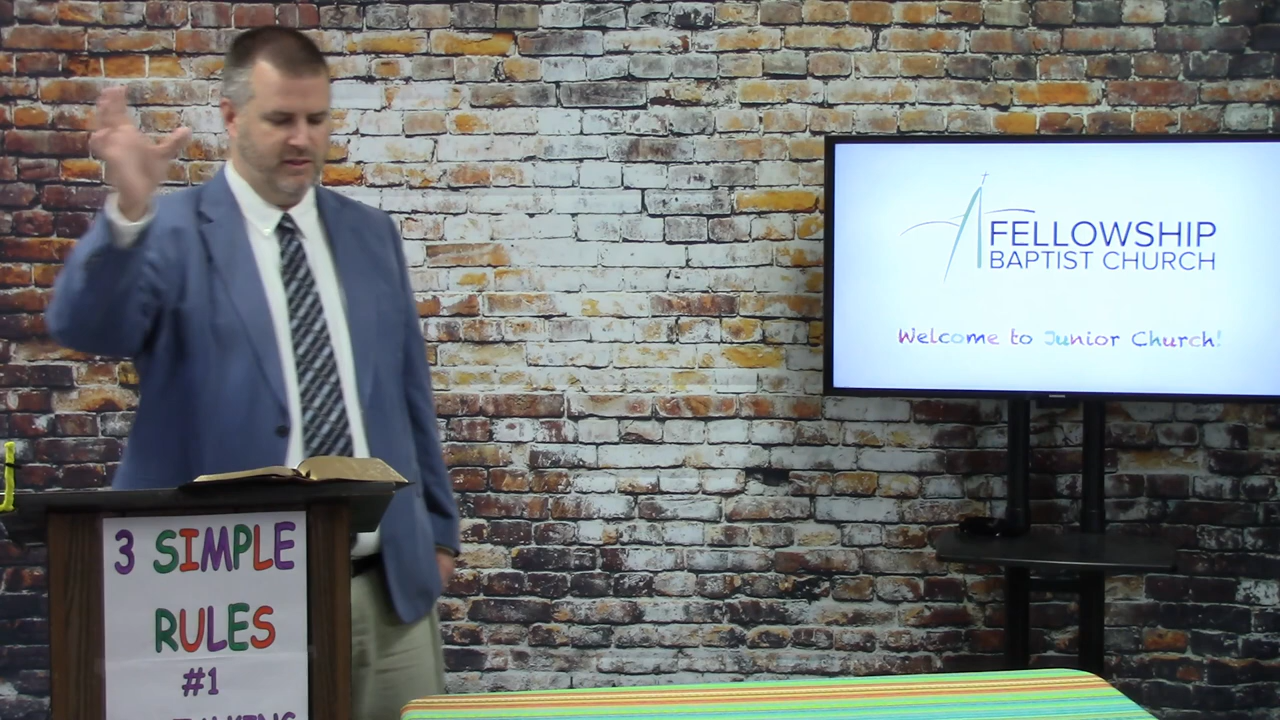 FELLOWSHIP
BAPTIST CHURCH
Welcome to Junior Church!
3 SIMPLE
RULES
#1